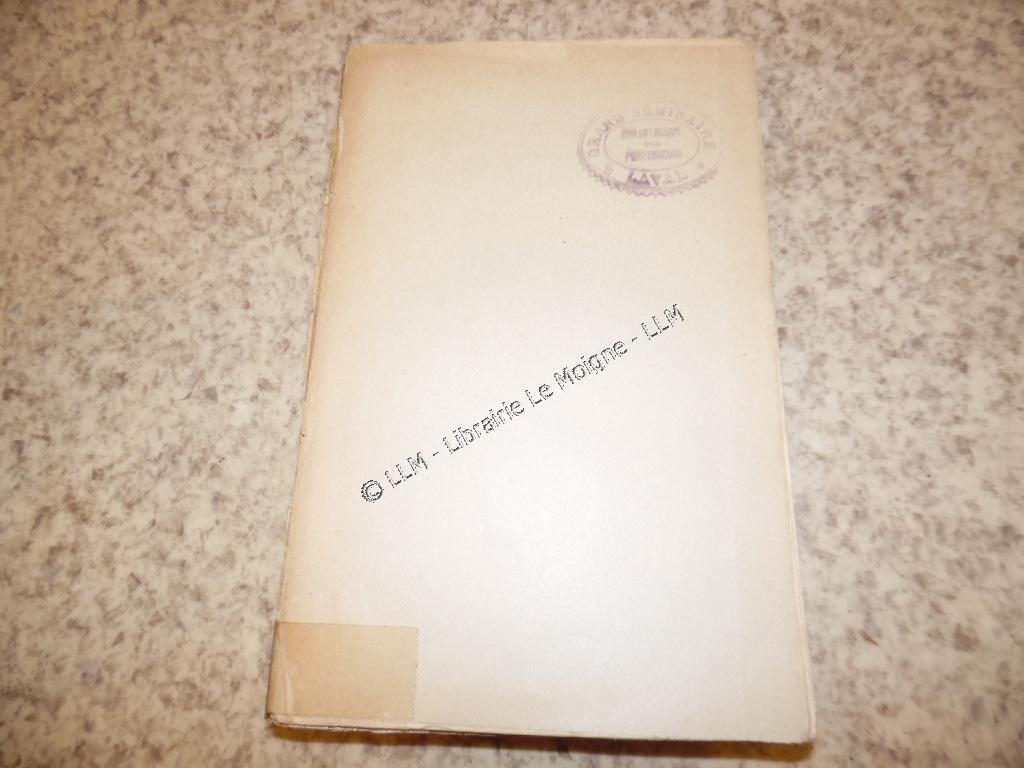 GRAND SEMINAIRE
BIBLIOTHEQUE
DES
PROFESSEURS
* LAVAL *
© LLM - Librairie Le Moigne - LLM